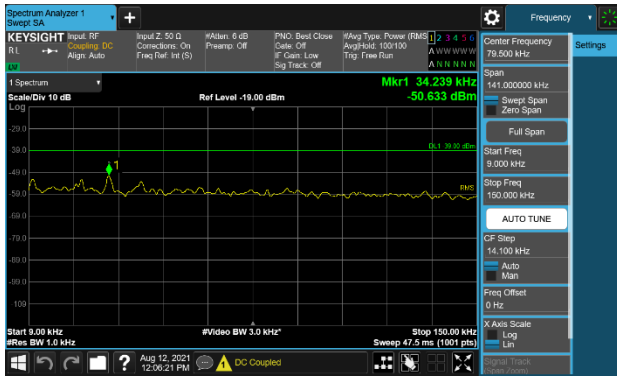 Spectrum Analyzer 1
Swept SA
Frequency
KEYSIGHT
RL
Input: RF
Coupling: DC
Align: Auto
Input Z: 50 Ω
Corrections: On
Freq Ref: Int (S)
#Atten: 6 dB
Preamp: Off
PNO: Best Close
Gate: Off
IF Gain: Low
Sig Track: Off
#Avg Type: Power (RMS
Avg|Hold: 100/100
Trig: Free Run
1 2 3 4 5 6
A W W W W W
A N N N N N
LW
1 Spectrum
Scale/Div 10 dB
Ref Level -19.00 dBm
Mkr1 34.239 kHz
-50.633 dBm
Log
-29.0
-39.0
-49.0
-59.0
-69.0
-79.0
-89.0
-99.0
-109
1
DL1 -39.00 dBm
RMS
Start 9.00 kHz
#Video BW 3.0 kHz*
Stop 150.00 kHz
#Res BW 1.0 kHz
Sweep 47.5 ms (1001 pts)
Aug 12, 2021
12:06:21 PM
DC Coupled
Center Frequency
79.500 kHz
Settings
Span
141.000000 kHz
Swept Span
Zero Span
Full Span
Start Freq
9.000 kHz
Stop Freq
150.000 kHz
AUTO TUNE
CF Step
14.100 kHz
Auto
Man
Freq Offset
0 Hz
X Axis Scale
Log
Lin
Signal Track
(Span Zoom)